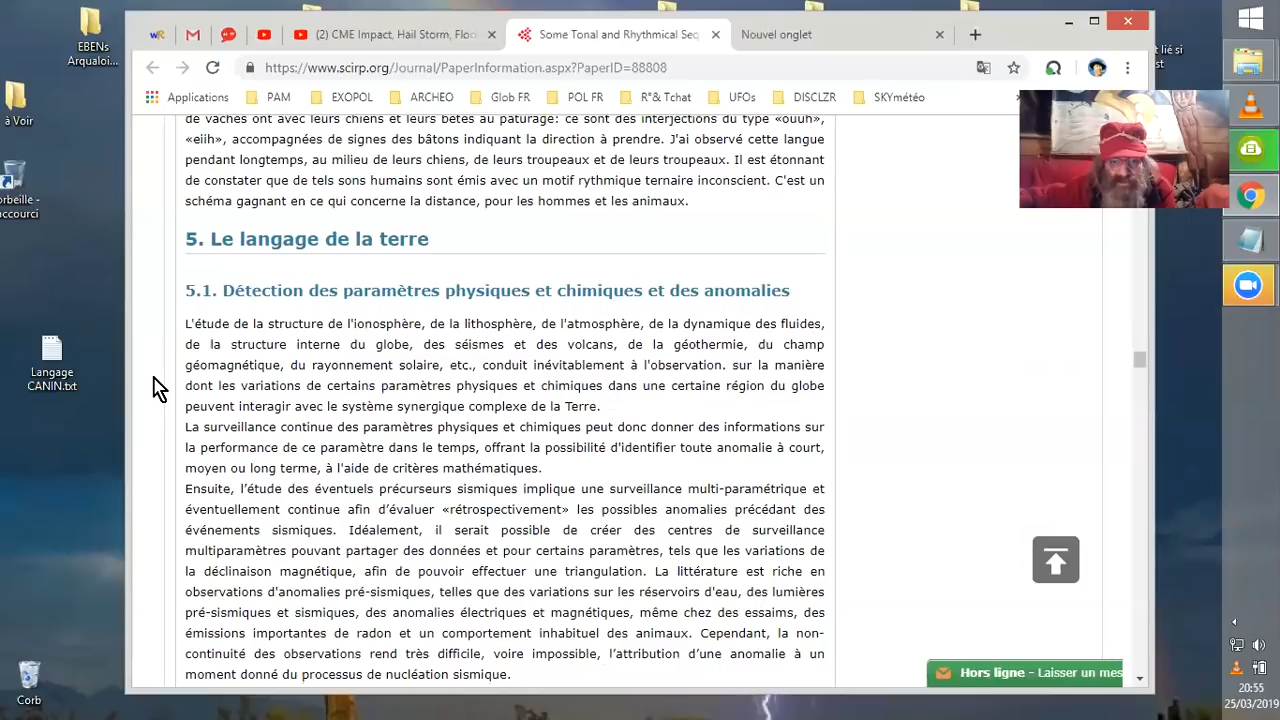 EBENs
Arqualoi...
à Voir
orbeille -
accourci
Langage
CANIN.txt
Corb
wR
(2) CME Impact, Hail Storm, Floo
Some Tonal and Rhythmical Seq
Nouvel onglet
https://www.scirp.org/Journal/PaperInformation.aspx?PaperID=88808
Applications
PAM
EXOPOL
ARCHEO
Glob FR
POL FR
R°& Tchat
UFOs
DISCLZR
SKYmétéo
de vaches ont avec leurs chiens et leurs bêtes au pâturage: ce sont des interjections du type «ouuh»,
«eiih», accompagnées de signes des bâtons indiquant la direction à prendre. J'ai observé cette langue
pendant longtemps, au milieu de leurs chiens, de leurs troupeaux et de leurs troupeaux. Il est étonnant
de constater que de tels sons humains sont émis avec un motif rythmique ternaire inconscient. C'est un
schéma gagnant en ce qui concerne la distance, pour les hommes et les animaux.
5. Le langage de la terre
5.1. Détection des paramètres physiques et chimiques et des anomalies
L'étude de la structure de l'ionosphère, de la lithosphère, de l'atmosphère, de la dynamique des fluides,
de la structure interne du globe, des séismes et des volcans, de la géothermie, du champ
géomagnétique, du rayonnement solaire, etc., conduit inévitablement à l'observation. sur la manière
dont les variations de certains paramètres physiques et chimiques dans une certaine région du globe
peuvent interagir avec le système synergique complexe de la Terre.
La surveillance continue des paramètres physiques et chimiques peut donc donner des informations sur
la performance de ce paramètre dans le temps, offrant la possibilité d'identifier toute anomalie à court,
moyen ou long terme, à l'aide de critères mathématiques.
Ensuite, l'étude des éventuels précurseurs sismiques implique une surveillance multi-paramétrique et
éventuellement continue afin d'évaluer «rétrospectivement» les possibles anomalies précédant des
événements sismiques. Idéalement, il serait possible de créer des centres de surveillance
multiparamètres pouvant partager des données et pour certains paramètres, tels que les variations de
la déclinaison magnétique, afin de pouvoir effectuer une triangulation. La littérature est riche en
observations d'anomalies pré-sismiques, telles que des variations sur les réservoirs d'eau, des lumières
pré-sismiques et sismiques, des anomalies électriques et magnétiques, même chez des essaims, des
émissions importantes de radon et un comportement inhabituel des animaux. Cependant, la non-
continuité des observations rend très difficile, voire impossible, l'attribution d'une anomalie à un
moment donné du processus de nucléation sismique.
Hors ligne - Laisser un mes
lié si
st
20:55
25/03/2019